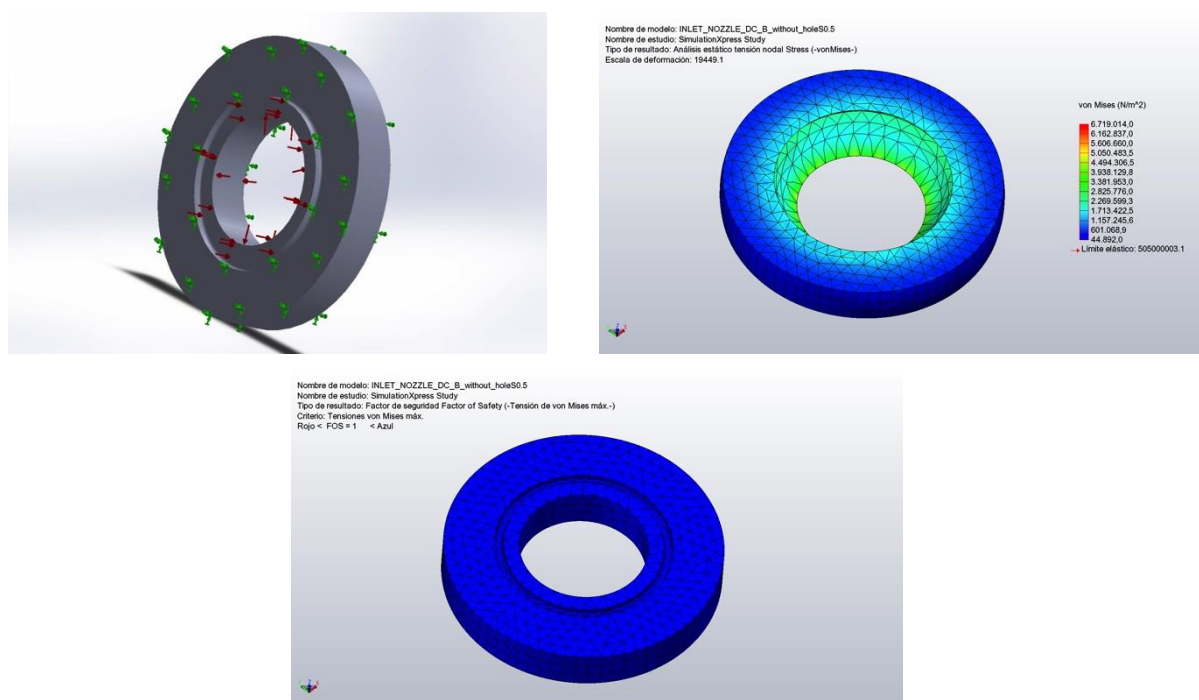 Nombre de modelo: INLET_NOZZLE_DC_B_without_holeS0.5
Nombre de estudio: SimulationXpress Study
Tipo de resultado: Análisis estático tensión nodal Stress (-vonMises-)
Escala de deformación: 19449.1
von Mises (N/m^2)
6.719.014,0
6.162.837,0
5.606.660,0
5.050.483,5
4.494.306,5
3.938.129,8
3.381.953,0
2.825.776,0
2.269.599,3
1.713.422,5
1.157.245,6
601.068,9
44.892,0
Límite elástico: 505000003.1
Nombre de modelo: INLET_NOZZLE_DC_B_without_holeS0.5
Nombre de estudio: SimulationXpress Study
Tipo de resultado: Factor de seguridad Factor of Safety (-Tensión de von Mises máx.-)
Criterio: Tensiones von Mises máx.
Rojo < FOS = 1 < Azul